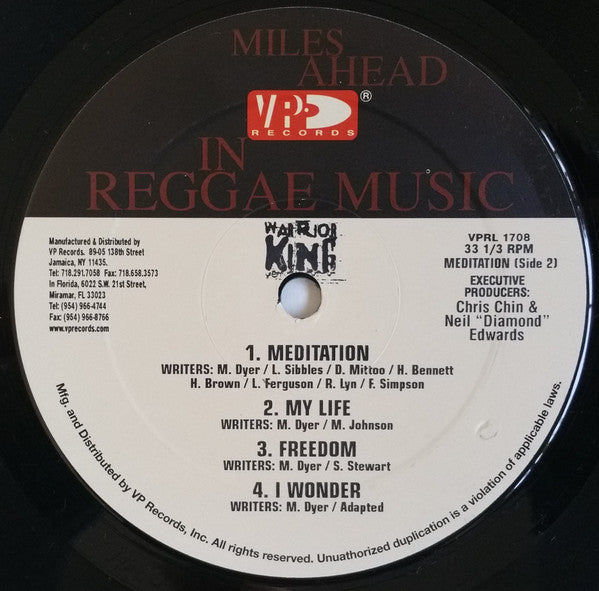 MILES
AHEAD
VP ®
RECORDS
IN
REGGAE MUSIC
Manufactured & Distributed by
VP Records. 89-05 138th Street
Jamaica, NY 11435.
Tel: 718.291.7058 Fax: 718.658.3573
In Florida, 6022 S.W. 21st Street,
Miramar, FL 33023
Tel: (954) 966-4744
Fax: (954) 966-8766
www.vprecords.com
WARRIOR
KING
VPRL 1708
33 1/3 RPM
MEDITATION (Side 2)
EXECUTIVE
PRODUCERS:
Chris Chin &
Neil "Diamond"
Edwards
1. MEDITATION
WRITERS: M. Dyer / L. Sibbles / D. Mittoo / H. Bennett
H. Brown / L. Ferguson / R. Lyn / F. Simpson
2. MY LIFE
WRITERS: M. Dyer / M. Johnson
3. FREEDOM
WRITERS: M. Dyer / S. Stewart
4. I WONDER
WRITERS: M. Dyer / Adapted
Mfg. and Distributed by VP Records, Inc. All rights reserved. Unauthorized duplication is a violation of applicable laws.